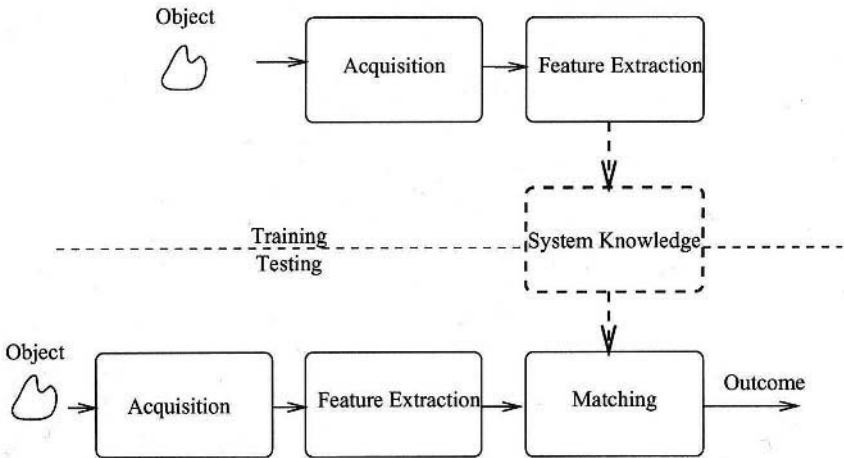 Object
Acquisition
Feature Extraction
System Knowledge
Training
Testing
Object
Acquisition
Feature Extraction
Matching
Outcome